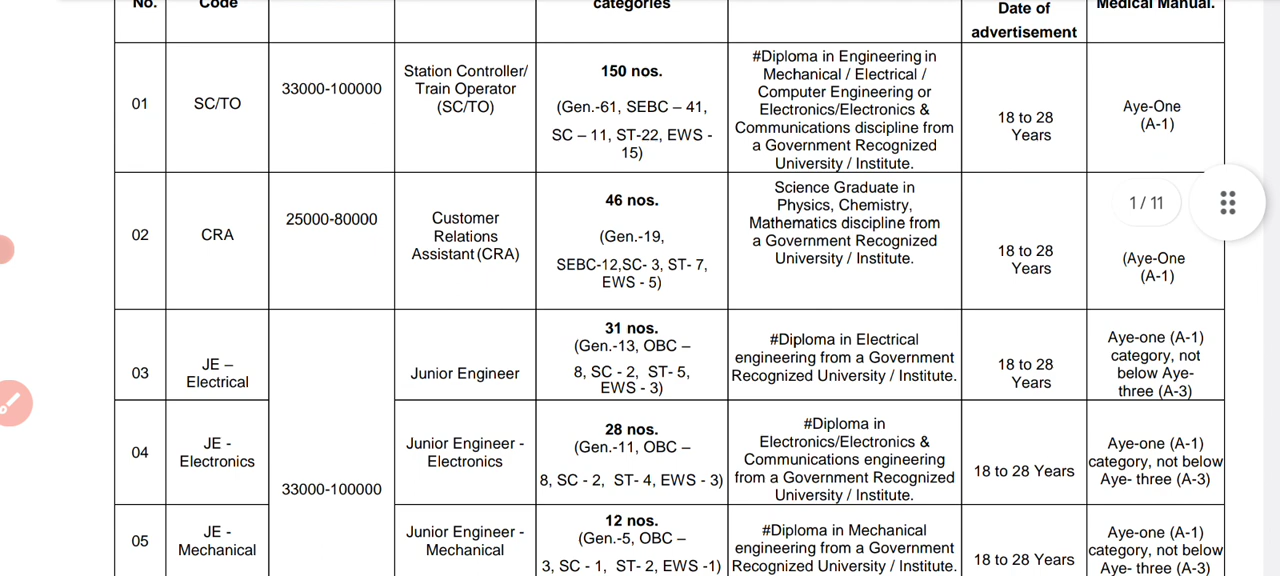 No.
Code
categories
Date of
advertisement
Medical Manual.
01
SC/TO
33000-100000
Station Controller/
Train Operator
(SC/TO)
150 nos.
(Gen.-61, SEBC – 41,
SC – 11, ST-22, EWS -
15)
#Diploma in Engineering in
Mechanical / Electrical /
Computer Engineering or
Electronics/Electronics &
Communications discipline from
a Government Recognized
University / Institute.
18 to 28
Years
Aye-One
(A-1)
02
CRA
25000-80000
Customer
Relations
Assistant (CRA)
46 nos.
(Gen.-19,
SEBC-12,SC- 3, ST- 7,
EWS - 5)
Science Graduate in
Physics, Chemistry,
Mathematics discipline from
a Government Recognized
University / Institute.
18 to 28
Years
(Aye-One
(A-1)
1 / 11
03
JE –
Electrical
33000-100000
Junior Engineer
31 nos.
(Gen.-13, OBC –
8, SC - 2, ST- 5,
EWS - 3)
#Diploma in Electrical
engineering from a Government
Recognized University / Institute.
18 to 28
Years
Aye-one (A-1)
category, not
below Aye-
three (A-3)
04
JE -
Electronics
Junior Engineer -
Electronics
28 nos.
(Gen.-11, OBC –
8, SC - 2, ST- 4, EWS - 3)
#Diploma in
Electronics/Electronics &
Communications engineering
from a Government Recognized
University / Institute.
18 to 28 Years
Aye-one (A-1)
category, not below
Aye- three (A-3)
05
JE -
Mechanical
Junior Engineer -
Mechanical
12 nos.
(Gen.-5, OBC –
3, SC - 1, ST- 2, EWS -1)
#Diploma in Mechanical
engineering from a Government
Recognized University / Institute.
18 to 28 Years
Aye-one (A-1)
category, not below
Aye- three (A-3)